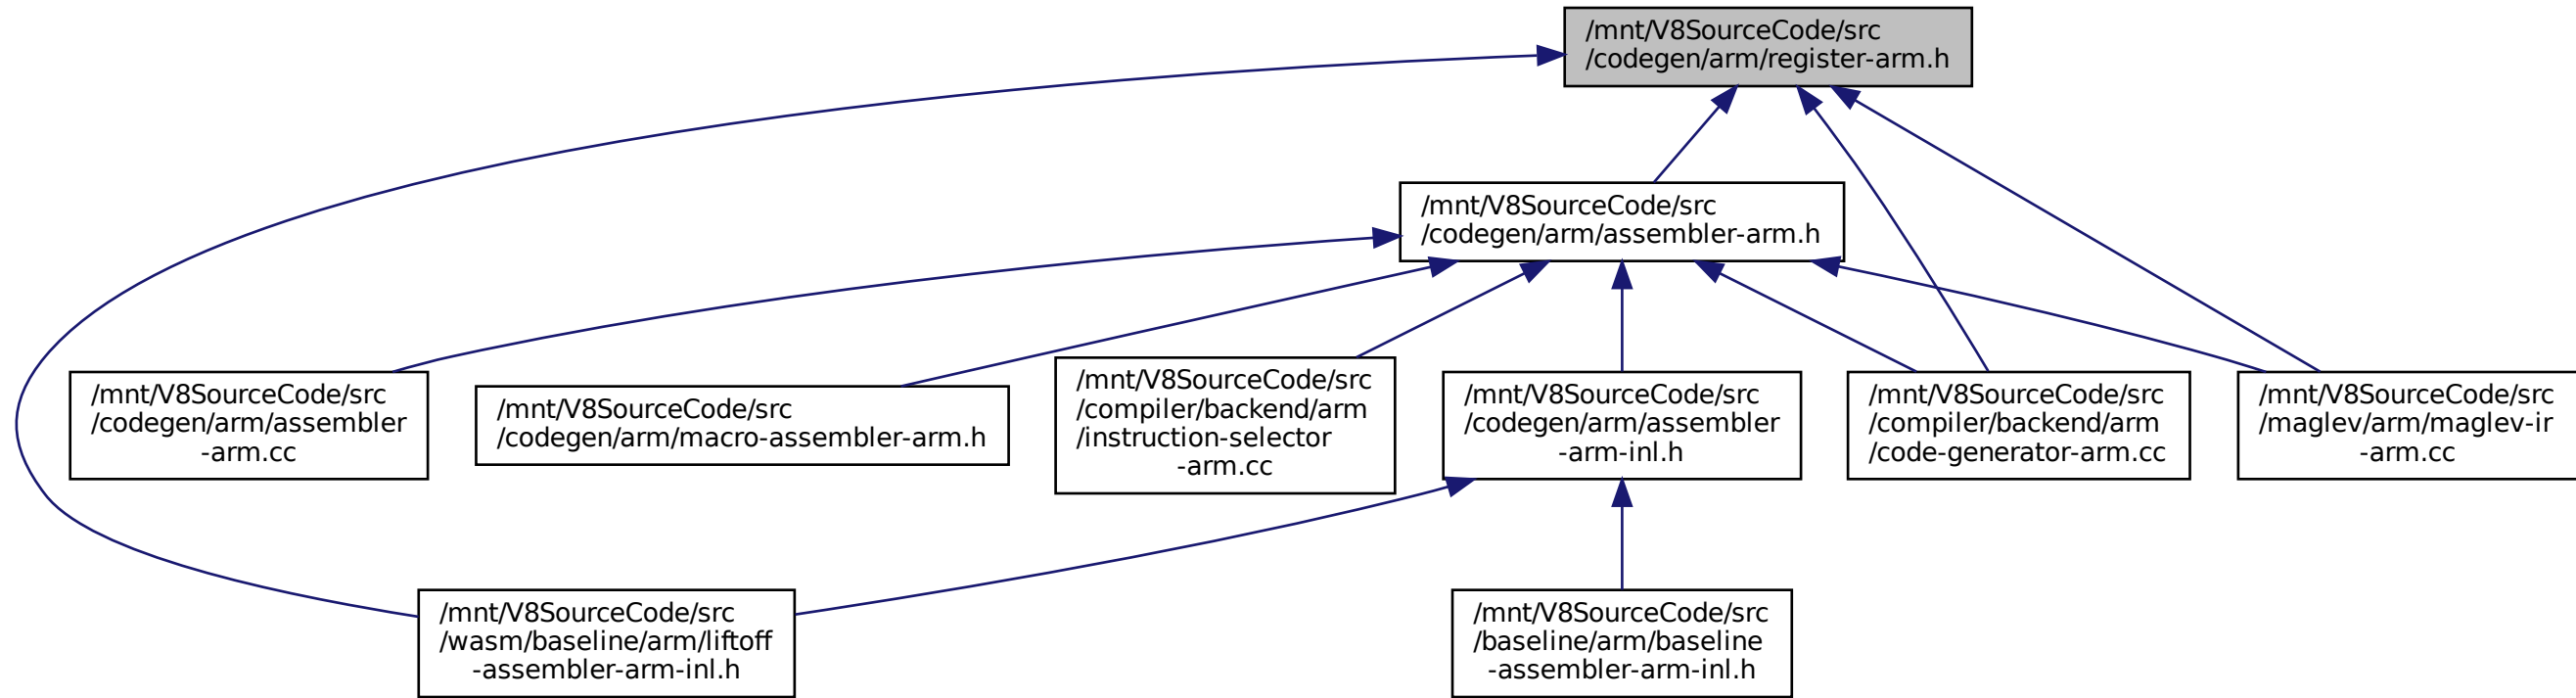 /mnt/V8SourceCode/src
/codegen/arm/register-arm.h
/mnt/V8SourceCode/src
/codegen/arm/assembler-arm.h
/mnt/V8SourceCode/src
/codegen/arm/assembler
-arm.cc
/mnt/V8SourceCode/src
/codegen/arm/macro-assembler-arm.h
/mnt/V8SourceCode/src
/compiler/backend/arm
/instruction-selector
-arm.cc
/mnt/V8SourceCode/src
/codegen/arm/assembler
-arm-inl.h
/mnt/V8SourceCode/src
/compiler/backend/arm
/code-generator-arm.cc
/mnt/V8SourceCode/src
/maglev/arm/maglev-ir
-arm.cc
/mnt/V8SourceCode/src
/wasm/baseline/arm/liftoff
-assembler-arm-inl.h
/mnt/V8SourceCode/src
/baseline/arm/baseline
-assembler-arm-inl.h